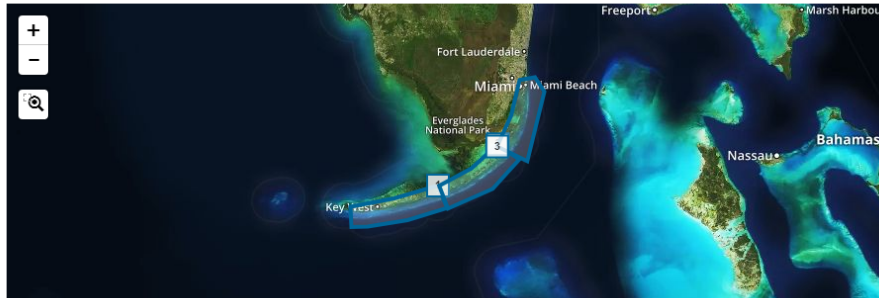 Freeport
Marsh Harbou
+
−
Fort Lauderdale
Miami
Miami Beach
Everglades
National Park
3
Bahamas
Nassau
Key West